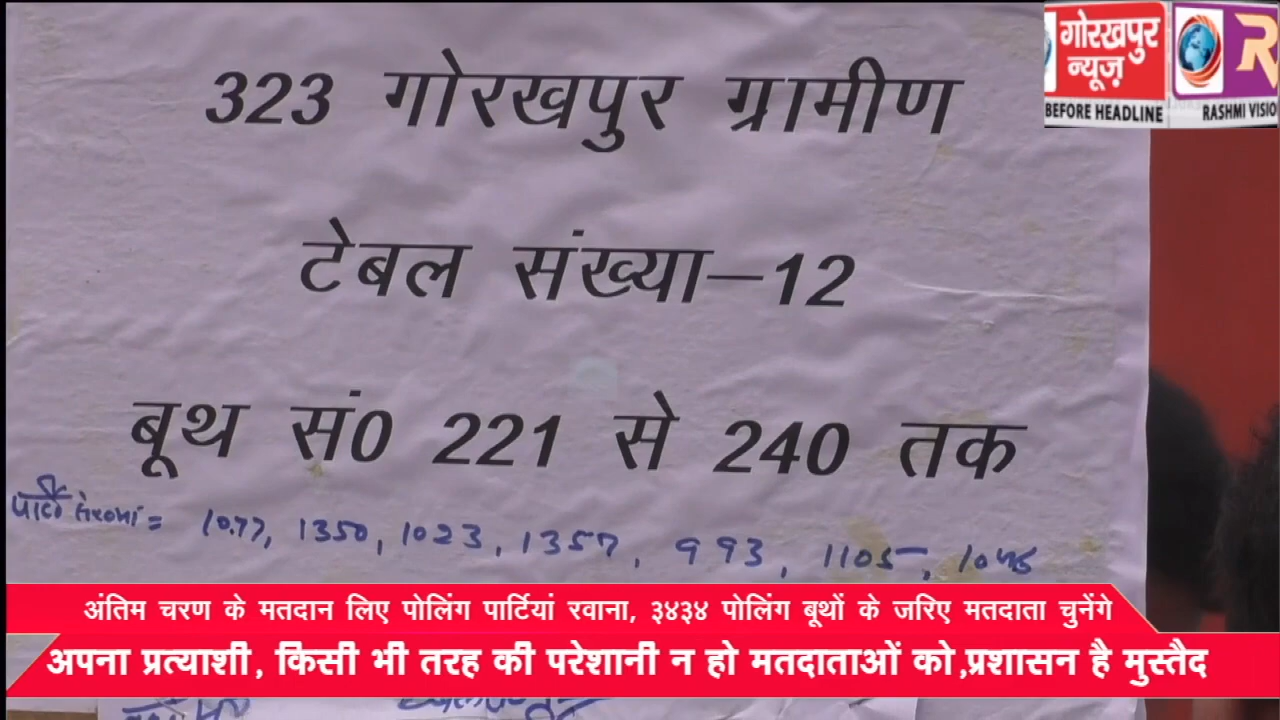 गोरखपुर
न्यूज़
BEFORE HEADLINE
R
RASHMI VISIO
323 गोरखपुर ग्रामीण
टेबल संख्या–12
बूथ सं0 221 से 240 तक
पार्टी संख्या = 1077, 1350, 1023, 1357, 993, 1105, 1045
अंतिम चरण के मतदान लिए पोलिंग पार्टियां रवाना, ३४३४ पोलिंग बूथों के जरिए मतदाता चुनेंगे
अपना प्रत्याशी, किसी भी तरह की परेशानी न हो मतदाताओं को,प्रशासन है मुस्तैद